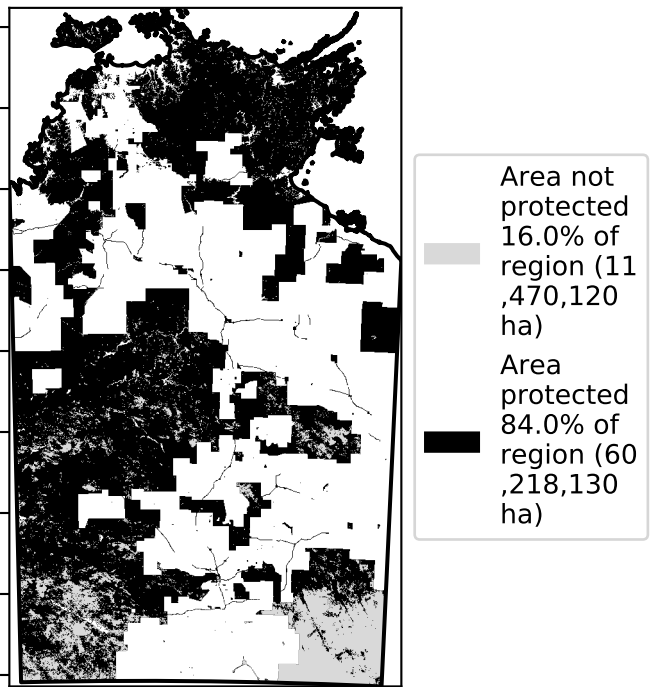 Area not
protected
16.0% of
region (11
,470,120
ha)
Area
protected
84.0% of
region (60
,218,130
ha)